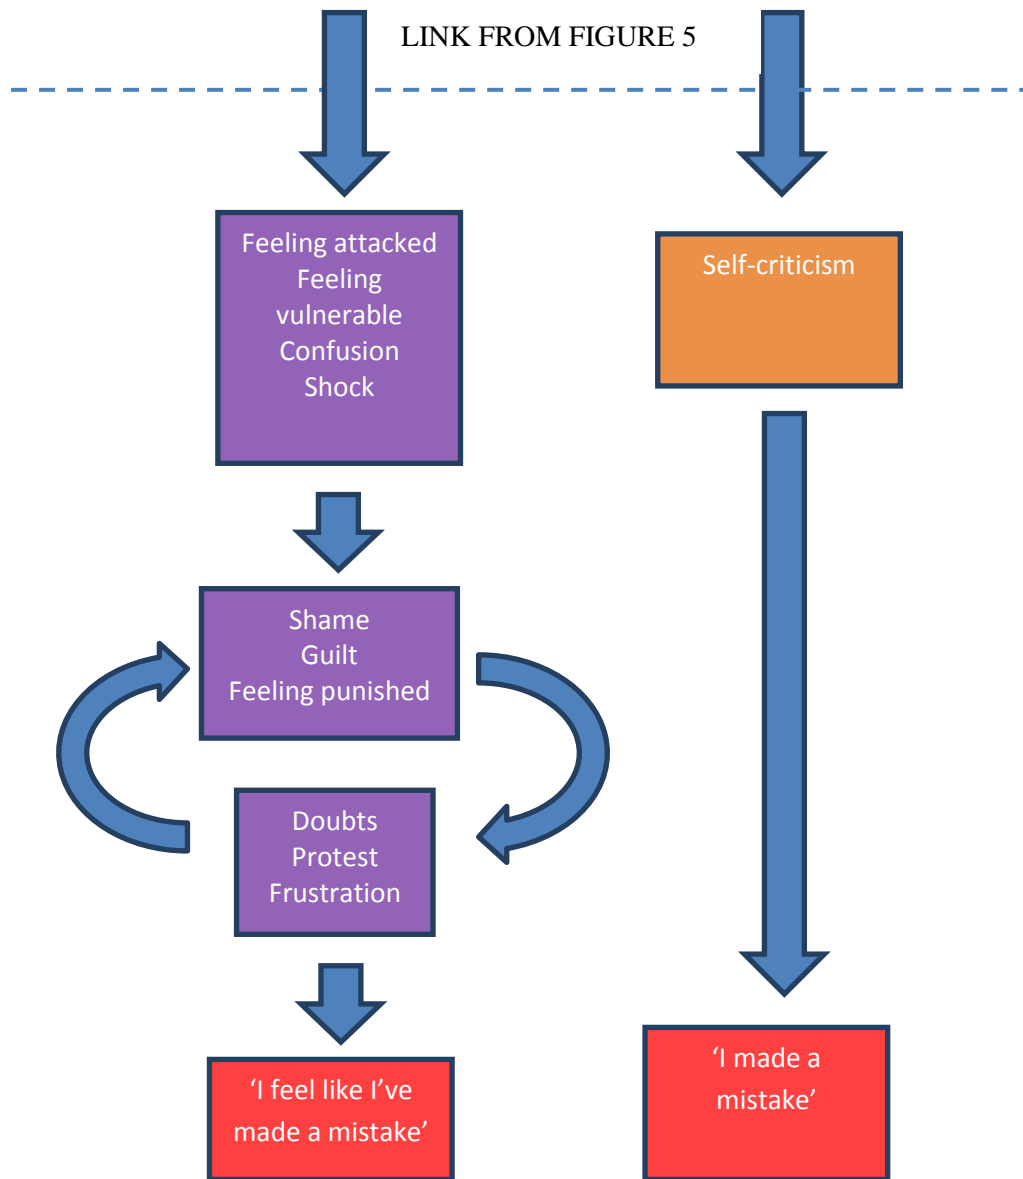 LINK FROM FIGURE 5
Feeling attacked
Feeling
vulnerable
Confusion
Shock
Self-criticism
Shame
Guilt
Feeling punished
Doubts
Protest
Frustration
‘I feel like I’ve
made a mistake’
‘I made a
mistake’